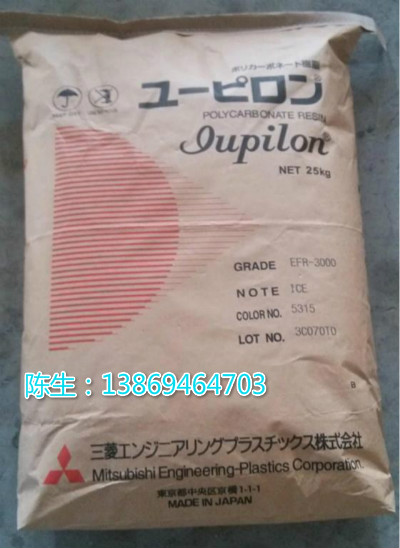 ポリカーボネート樹脂
ユーピロン®
POLYCARBONATE RESIN
Iupilon®
NET 25kg
GRADE EFR-3000
NOTE ICE
COLOR NO. 5315
LOT NO. 3C070T0
陈生：13869464703
B
三菱エンジニアリングプラスチックス株式会社
Mitsubishi Engineering-Plastics Corporation.
東京都中央区京橋1-1-1
MADE IN JAPAN